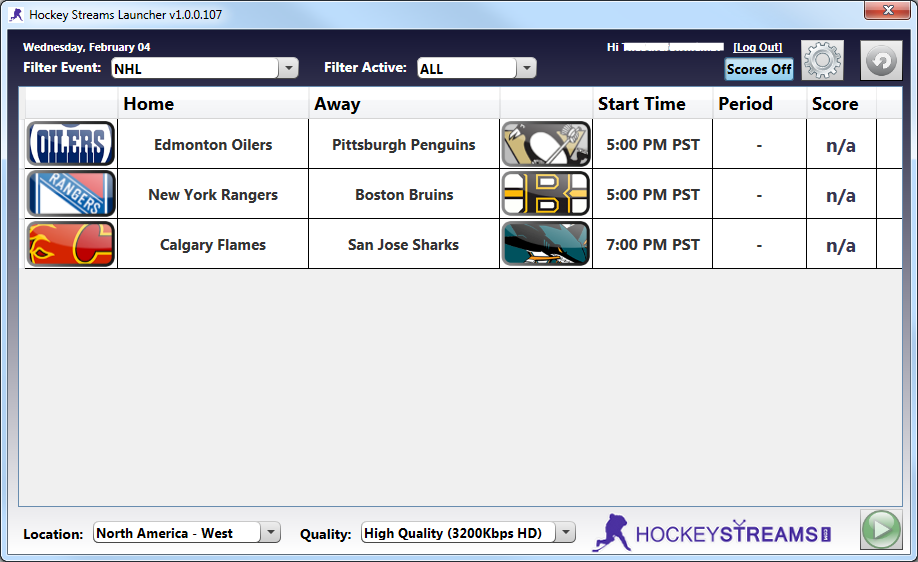 Hockey Streams Launcher v1.0.0.107
Wednesday, February 04
Hi [Log Out]
Filter Event: NHL Filter Active: ALL Scores Off
Home Away Start Time Period Score
OILERS Edmonton Oilers Pittsburgh Penguins 5:00 PM PST - n/a
RANGERS New York Rangers Boston Bruins B 5:00 PM PST - n/a
C Calgary Flames San Jose Sharks 7:00 PM PST - n/a
Location: North America - West Quality: High Quality (3200Kbps HD) HOCKEYSTREAMS